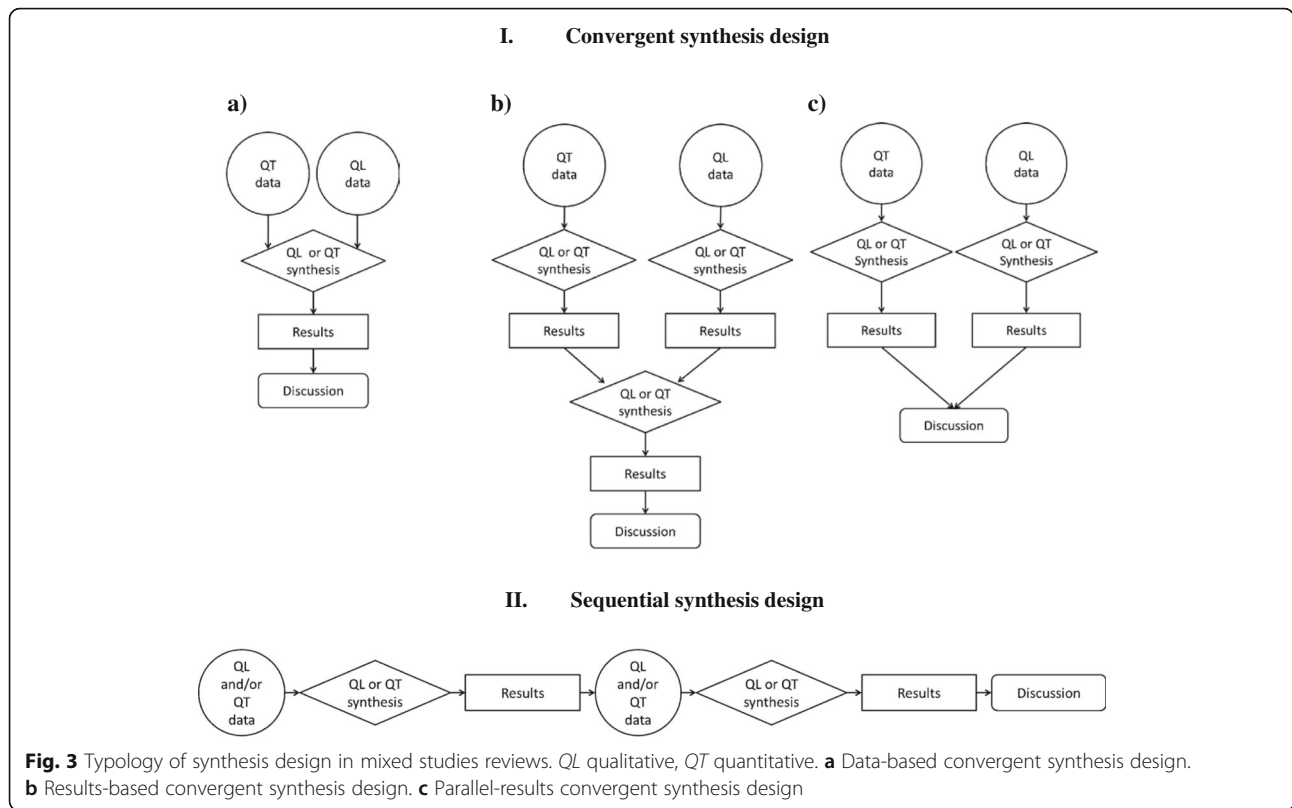 I. Convergent synthesis design
a)
b)
c)
QT
data
QL
data
QL or QT
synthesis
Results
Discussion
QT
data
QL
data
QL or QT
synthesis
QL or QT
synthesis
Results
Results
QL or QT
synthesis
Results
Discussion
QT
data
QL
data
QL or QT
Synthesis
QL or QT
Synthesis
Results
Results
Discussion
II. Sequential synthesis design
QL
and/or
QT
data
QL or QT
synthesis
Results
QL
and/or
QT
data
QL or QT
synthesis
Results
Discussion
Fig. 3 Typology of synthesis design in mixed studies reviews. QL qualitative, QT quantitative. a Data-based convergent synthesis design.
b Results-based convergent synthesis design. c Parallel-results convergent synthesis design